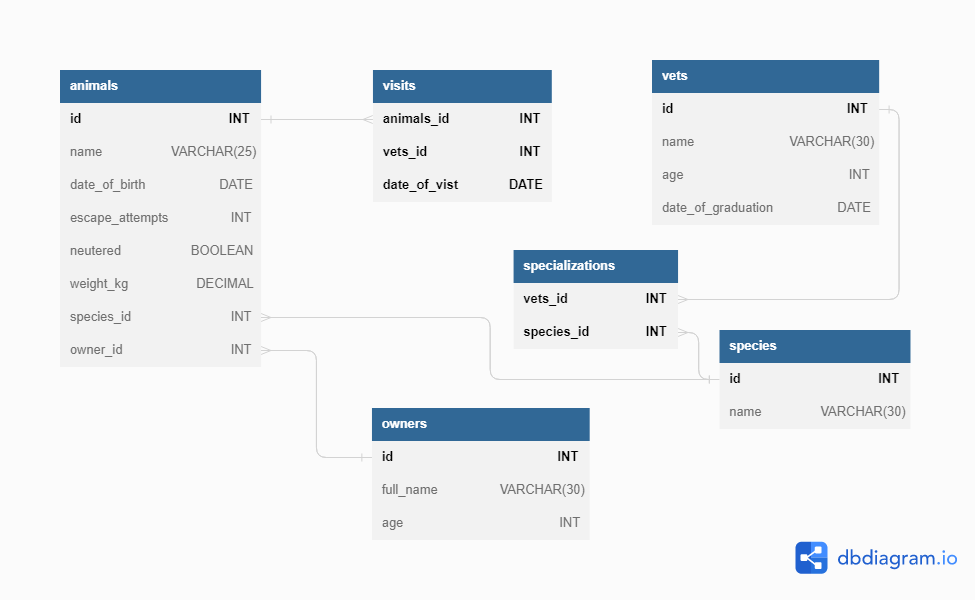 animals
id INT
name VARCHAR(25)
date_of_birth DATE
escape_attempts INT
neutered BOOLEAN
weight_kg DECIMAL
species_id INT
owner_id INT
visits
animals_id INT
vets_id INT
date_of_vist DATE
vets
id INT
name VARCHAR(30)
age INT
date_of_graduation DATE
specializations
vets_id INT
species_id INT
species
id INT
name VARCHAR(30)
owners
id INT
full_name VARCHAR(30)
age INT
dbdiagram.io